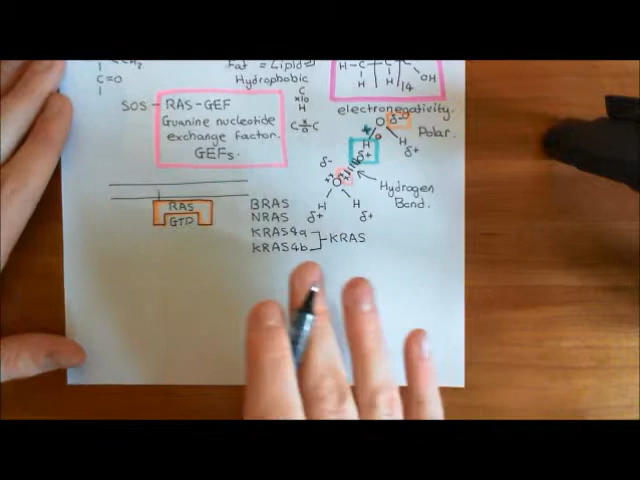 CH₂
C=O
Fat = Lipid
Hydrophobic
H-C C C
H H 14 OH
SOS - RAS-GEF
Guanine nucleotide
exchange factor.
GEFs.
C
x|o
H
C x o C
electronegativity.
O δ-
Polar.
H
δ+
H
δ+
δ-
O
Hydrogen
Bond.
H H
δ+ δ+
RAS
GTP
BRAS
NRAS
KRAS4a
KRAS4b
KRAS